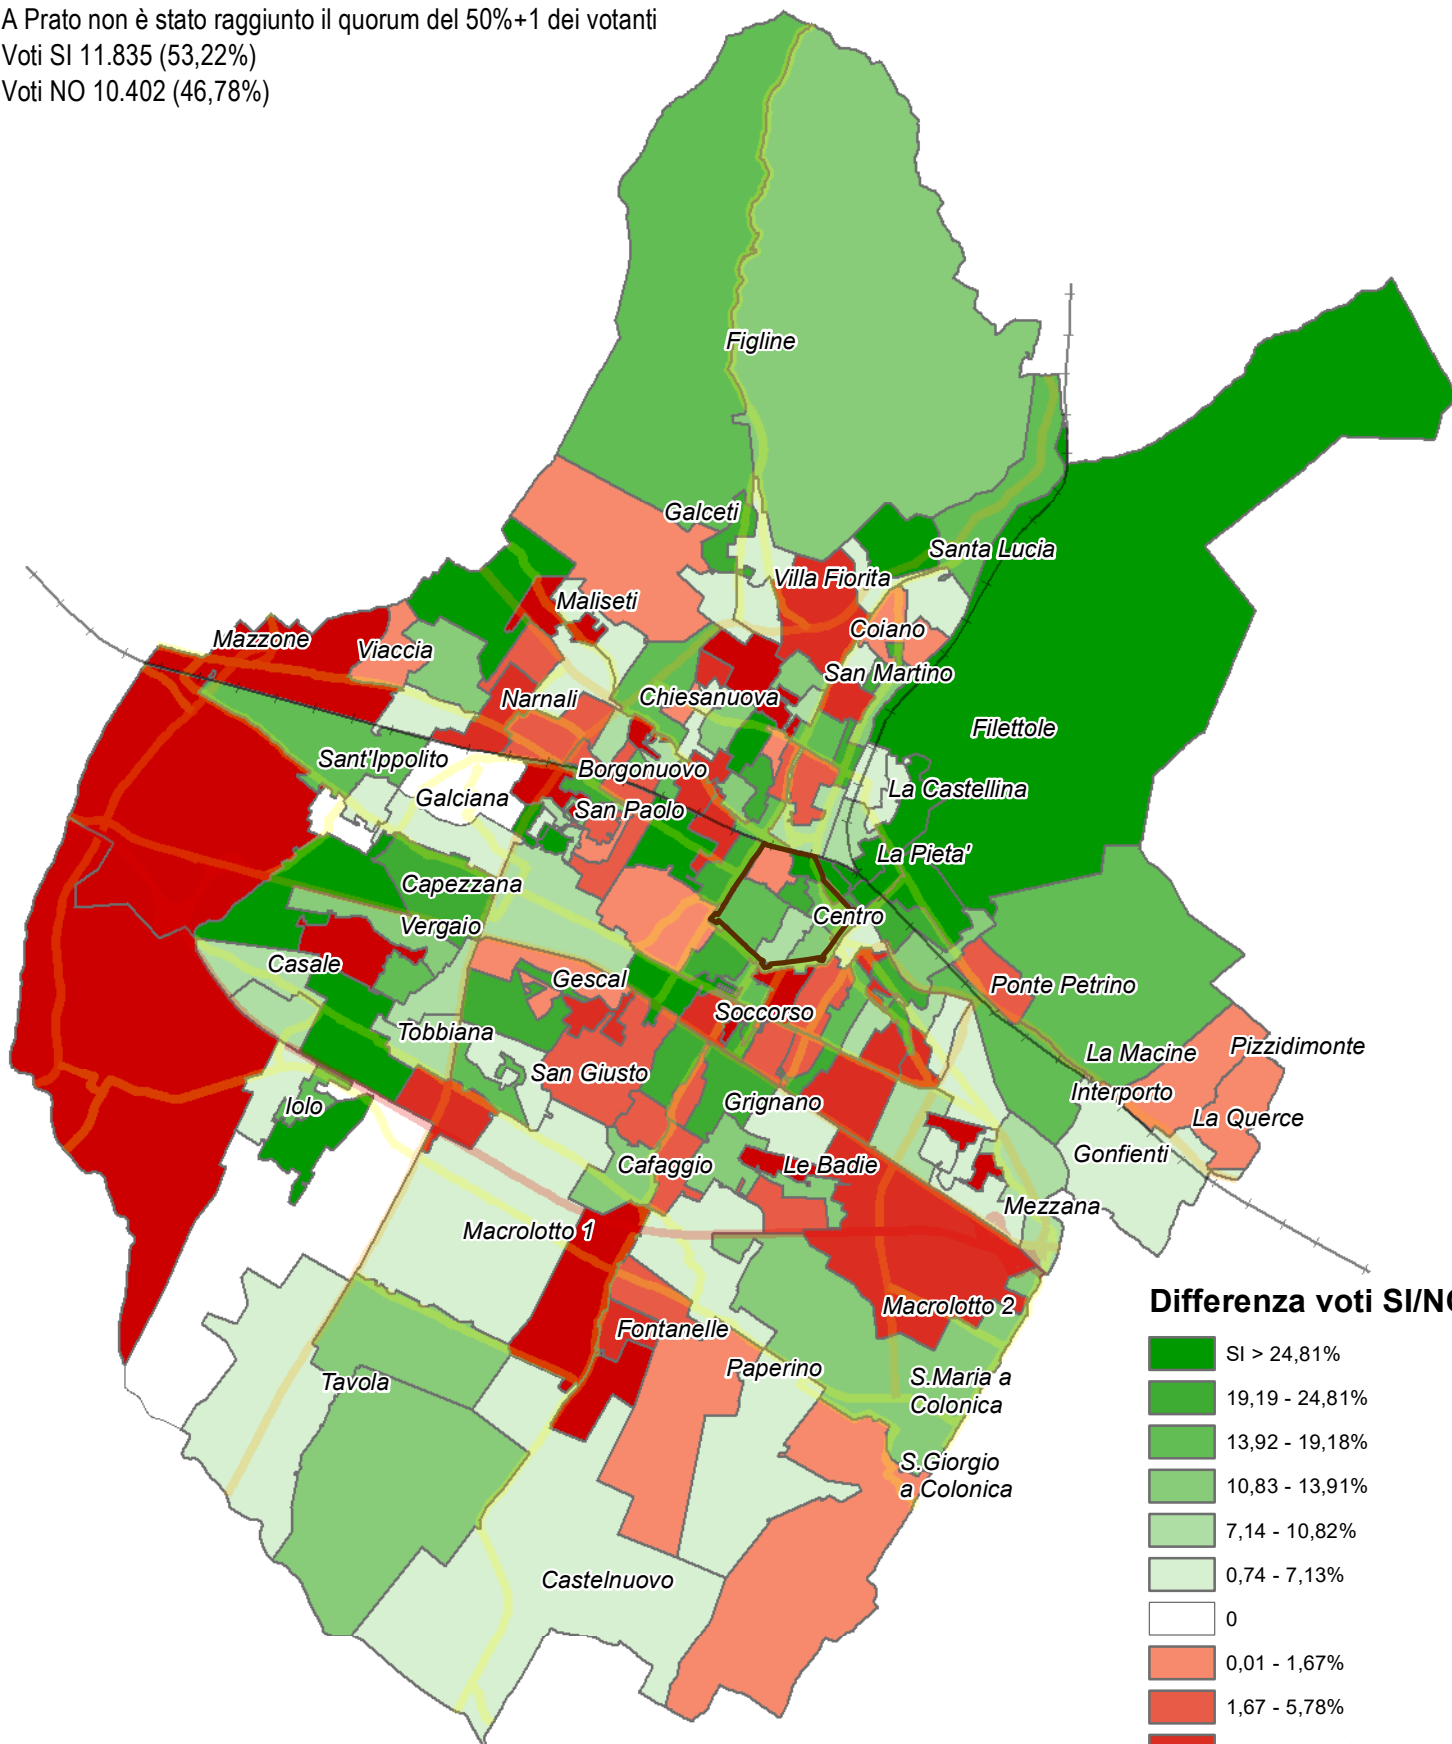 A Prato non è stato raggiunto il quorum del 50%+1 dei votanti
Voti SI 11.835 (53,22%)
Voti NO 10.402 (46,78%)
Figline
Galceti
Santa Lucia
Villa Fiorita
Maliseti
Coiano
Mazzone
Viaccia
San Martino
Narnali
Chiesanuova
Filettole
Sant'Ippolito
Borgonuovo
La Castellina
Galciana
San Paolo
La Pieta'
Capezzana
Centro
Vergaio
Casale
Gescal
Ponte Petrino
Soccorso
Tobbiana
La Macine
Pizzidimonte
San Giusto
Interporto
Iolo
Grignano
La Querce
Gonfienti
Cafaggio
Le Badie
Mezzana
Macrolotto 1
Macrolotto 2
Fontanelle
Paperino
Tavola
S.Maria a
Colonica
S.Giorgio
a Colonica
Castelnuovo
Differenza voti SI/NO
SI > 24,81%
19,19 - 24,81%
13,92 - 19,18%
10,83 - 13,91%
7,14 - 10,82%
0,74 - 7,13%
0
0,01 - 1,67%
1,67 - 5,78%